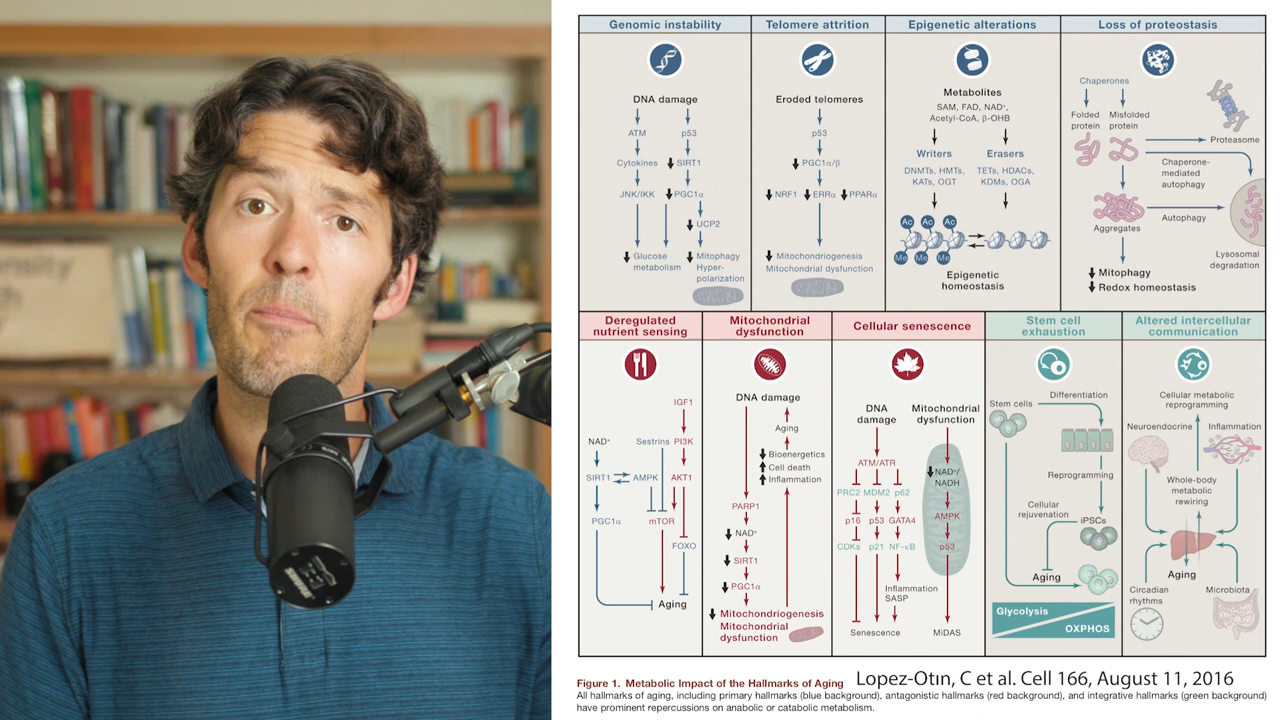 Genomic instability
DNA damage
ATM
p53
Cytokines
SIRT1
JNK/IKK
PGC1α
UCP2
Glucose
metabolism
Mitophagy
Hyper-
polarization
Telomere attrition
Eroded telomeres
p53
PGC1α/β
NRF1
ERRα
PPARα
Mitochondriogenesis
Mitochondrial dysfunction
Epigenetic alterations
Metabolites
SAM, FAD, NAD⁺,
Acetyl-CoA, β-OHB
Writers
Erasers
DNMTs, HMTs,
KATs, OGT
TETs, HDACs,
KDMs, OGA
Ac Ac Ac
Me Me Me
Epigenetic
homeostasis
Loss of proteostasis
Chaperones
Folded
protein
Misfolded
protein
Proteasome
Chaperone-
mediated
autophagy
Autophagy
Aggregates
Lysosomal
degradation
Mitophagy
Redox homeostasis
Deregulated
nutrient sensing
IGF1
NAD⁺
Sestrins
PI3K
SIRT1
AMPK
AKT1
PGC1α
mTOR
FOXO
Aging
Mitochondrial
dysfunction
DNA damage
Aging
Bioenergetics
Cell death
Inflammation
PARP1
NAD⁺
SIRT1
PGC1α
Mitochondriogenesis
Mitochondrial
dysfunction
Cellular senescence
DNA
damage
Mitochondrial
dysfunction
ATM/ATR
NAD⁺/
NADH
PRC2 MDM2 p62
AMPK
p16 p53 GATA4
CDKs p21 NF-κB
p53
Inflammation
SASP
Senescence
MiDAS
Stem cell
exhaustion
Differentiation
Stem cells
Reprogramming
Cellular
rejuvenation
iPSCs
Aging
Glycolysis
OXPHOS
Altered intercellular
communication
Cellular metabolic
reprogramming
Neuroendocrine
Inflammation
Whole-body
metabolic
rewiring
Aging
Circadian
rhythms
Microbiota
Figure 1. Metabolic Impact of the Hallmarks of Aging
Lopez-Otın, C et al. Cell 166, August 11, 2016
All hallmarks of aging, including primary hallmarks (blue background), antagonistic hallmarks (red background), and integrative hallmarks (green background)
have prominent repercussions on anabolic or catabolic metabolism.